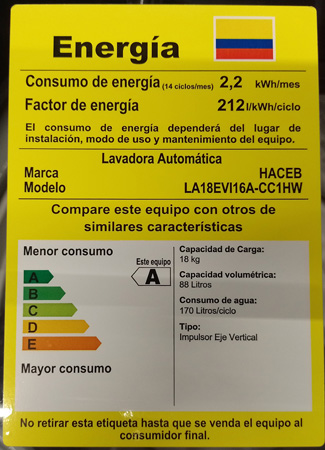 Energía
Consumo de energía (14 ciclos/mes) 2,2 kWh/mes
Factor de energía 212 l/kWh/ciclo
El consumo de energía dependerá del lugar de
instalación, modo de uso y mantenimiento del equipo.
Lavadora Automática
Marca HACEB
Modelo LA18EVI16A-CC1HW
Compare este equipo con otros de
similares características
Menor consumo
Este equipo
A
A
B
C
D
E
Mayor consumo
Capacidad de Carga:
18 kg
Capacidad volumétrica:
88 Litros
Consumo de agua:
170 Litros/ciclo
Tipo:
Impulsor Eje Vertical
No retirar esta etiqueta hasta que se venda el equipo al
consumidor final.